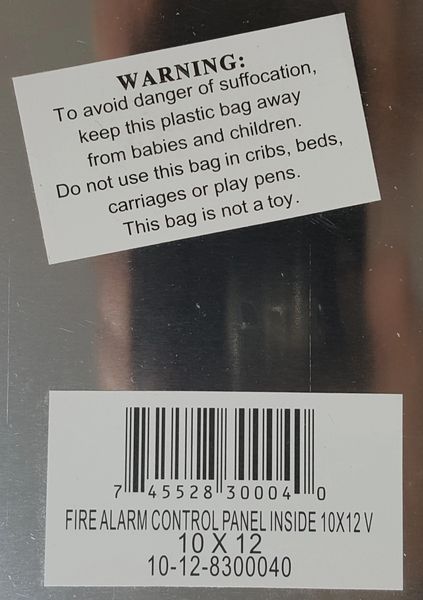 WARNING:
To avoid danger of suffocation,
keep this plastic bag away
from babies and children.
Do not use this bag in cribs, beds,
carriages or play pens.
This bag is not a toy.
7 45528 30004 0
FIRE ALARM CONTROL PANEL INSIDE 10X12 V
10 X 12
10-12-8300040